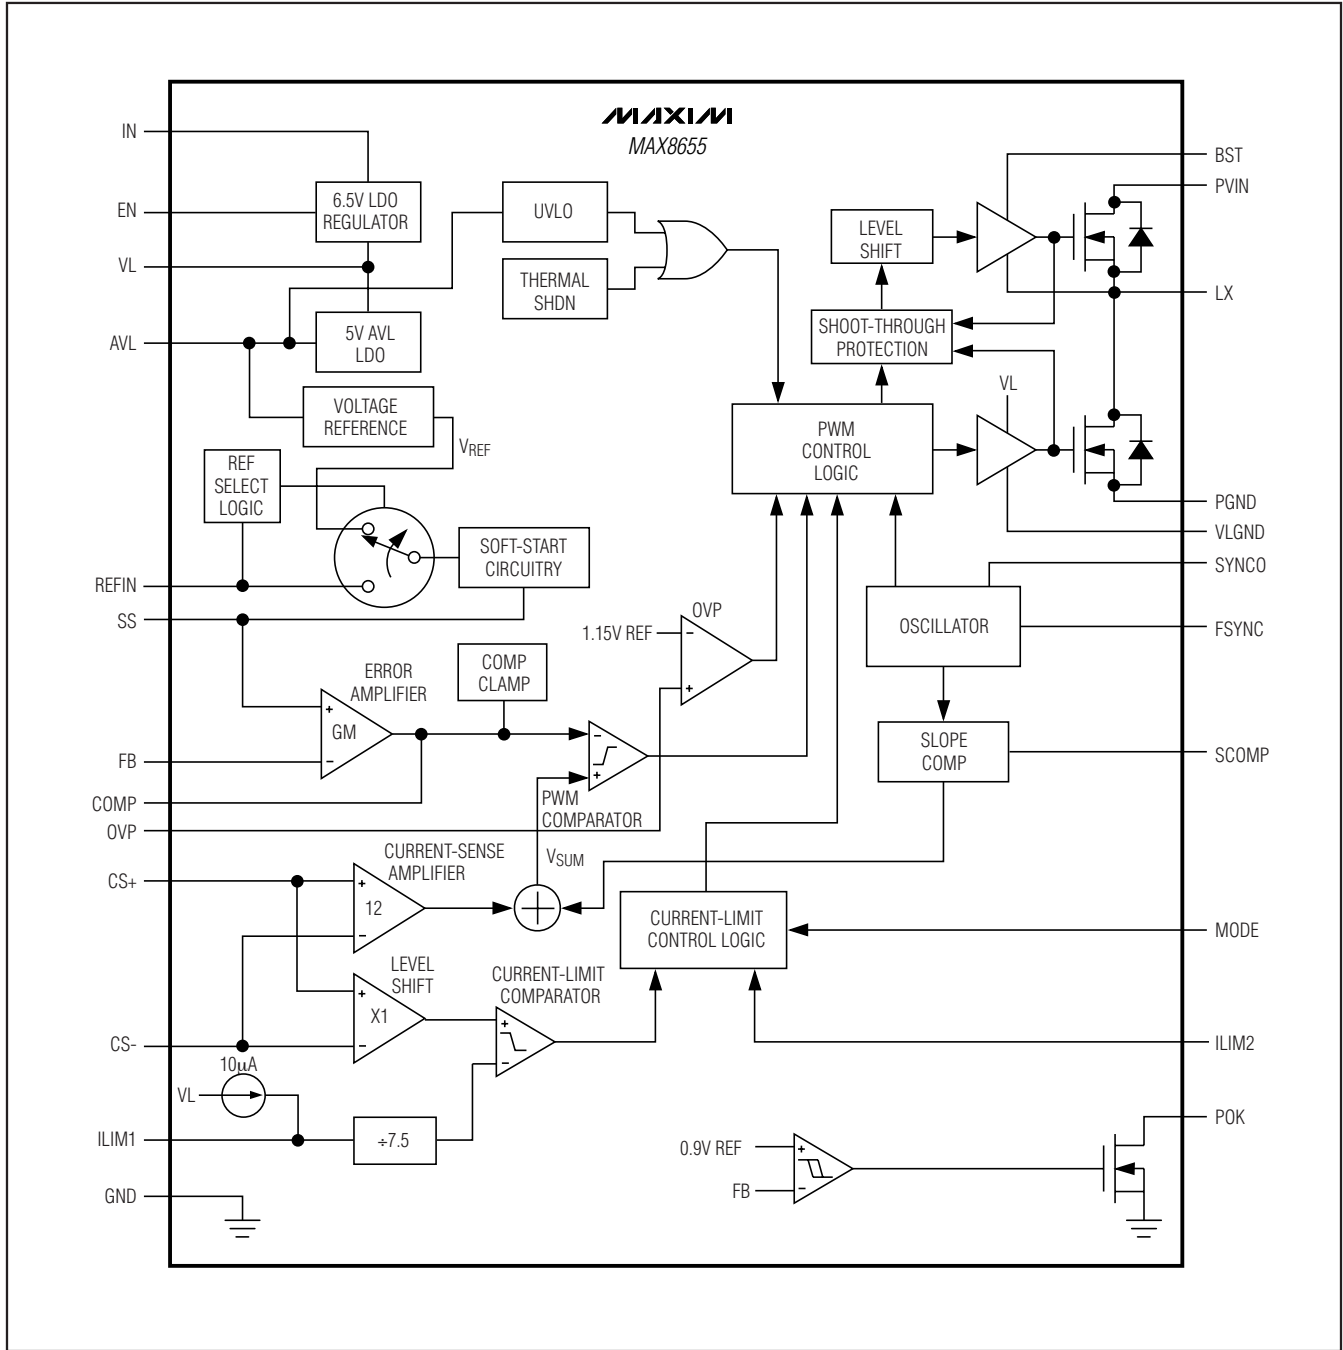 MAXIM
MAX8655
IN
EN
VL
AVL
REFIN
SS
FB
COMP
OVP
CS+
CS-
ILIM1
GND
6.5V LDO
REGULATOR
5V AVL
LDO
VOLTAGE
REFERENCE
VREF
REF
SELECT
LOGIC
SOFT-START
CIRCUITRY
UVLO
THERMAL
SHDN
LEVEL
SHIFT
SHOOT-THROUGH
PROTECTION
PWM
CONTROL
LOGIC
VL
BST
PVIN
LX
PGND
VLGND
SYNCO
FSYNC
SCOMP
MODE
ILIM2
POK
OSCILLATOR
SLOPE
COMP
OVP
1.15V REF
-
+
COMP
CLAMP
ERROR
AMPLIFIER
+
GM
-
-
+
PWM
COMPARATOR
VSUM
CURRENT-SENSE
AMPLIFIER
+
12
-
LEVEL
SHIFT
+
X1
-
CURRENT-LIMIT
COMPARATOR
+
-
CURRENT-LIMIT
CONTROL LOGIC
10µA
VL
÷7.5
0.9V REF
FB
+
-